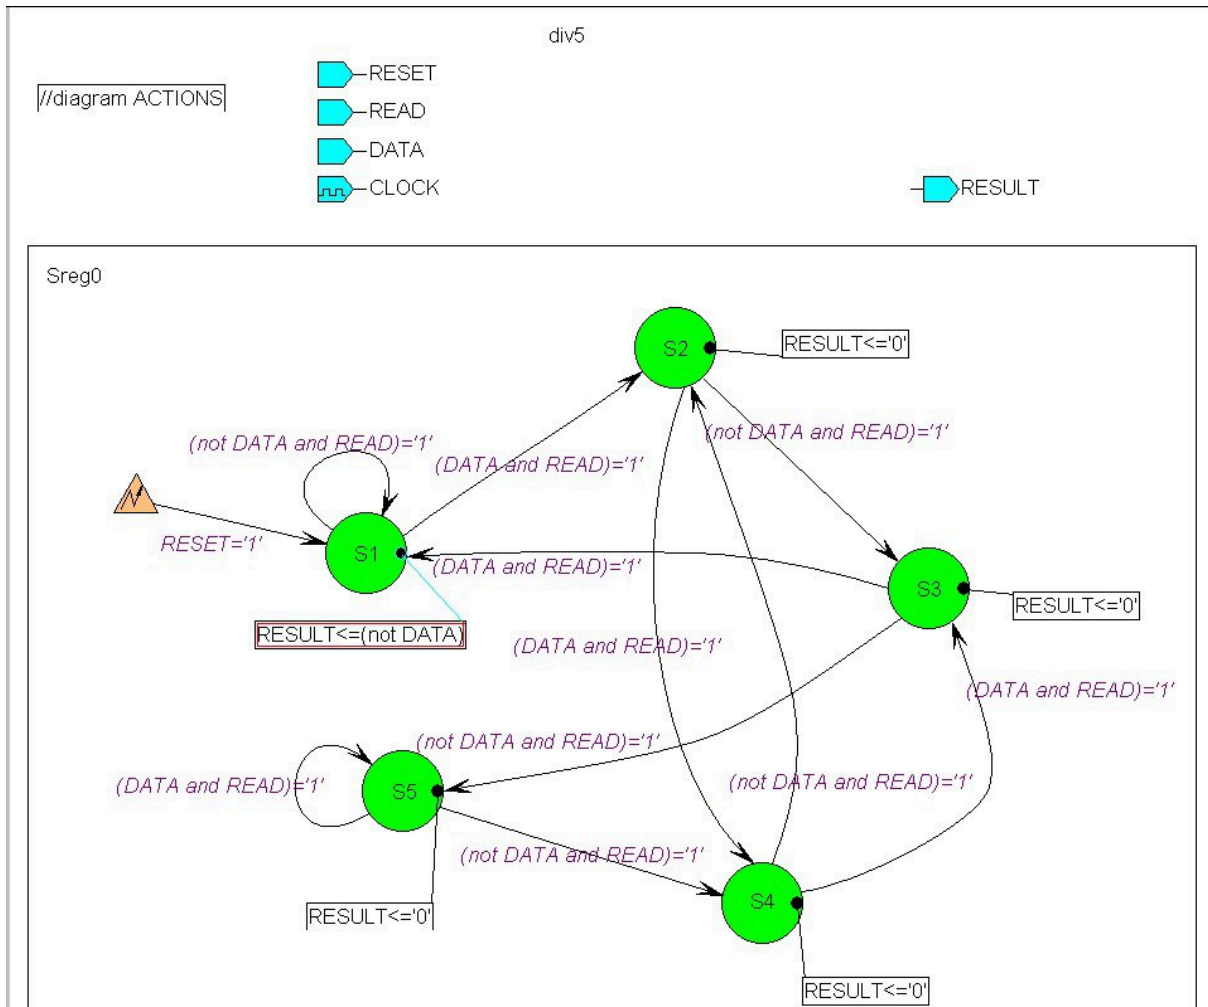 div5
//diagram ACTIONS
RESET
READ
DATA
CLOCK
RESULT
Sreg0
S2
RESULT<='0'
(not DATA and READ)='1'
(not DATA and READ)='1'
(DATA and READ)='1'
RESET='1'
S1
(DATA and READ)='1'
S3
RESULT<='0'
RESULT<=(not DATA)
(DATA and READ)='1'
(DATA and READ)='1'
(not DATA and READ)='1'
(DATA and READ)='1'
S5
(not DATA and READ)='1'
(not DATA and READ)='1'
S4
RESULT<='0'
RESULT<='0'